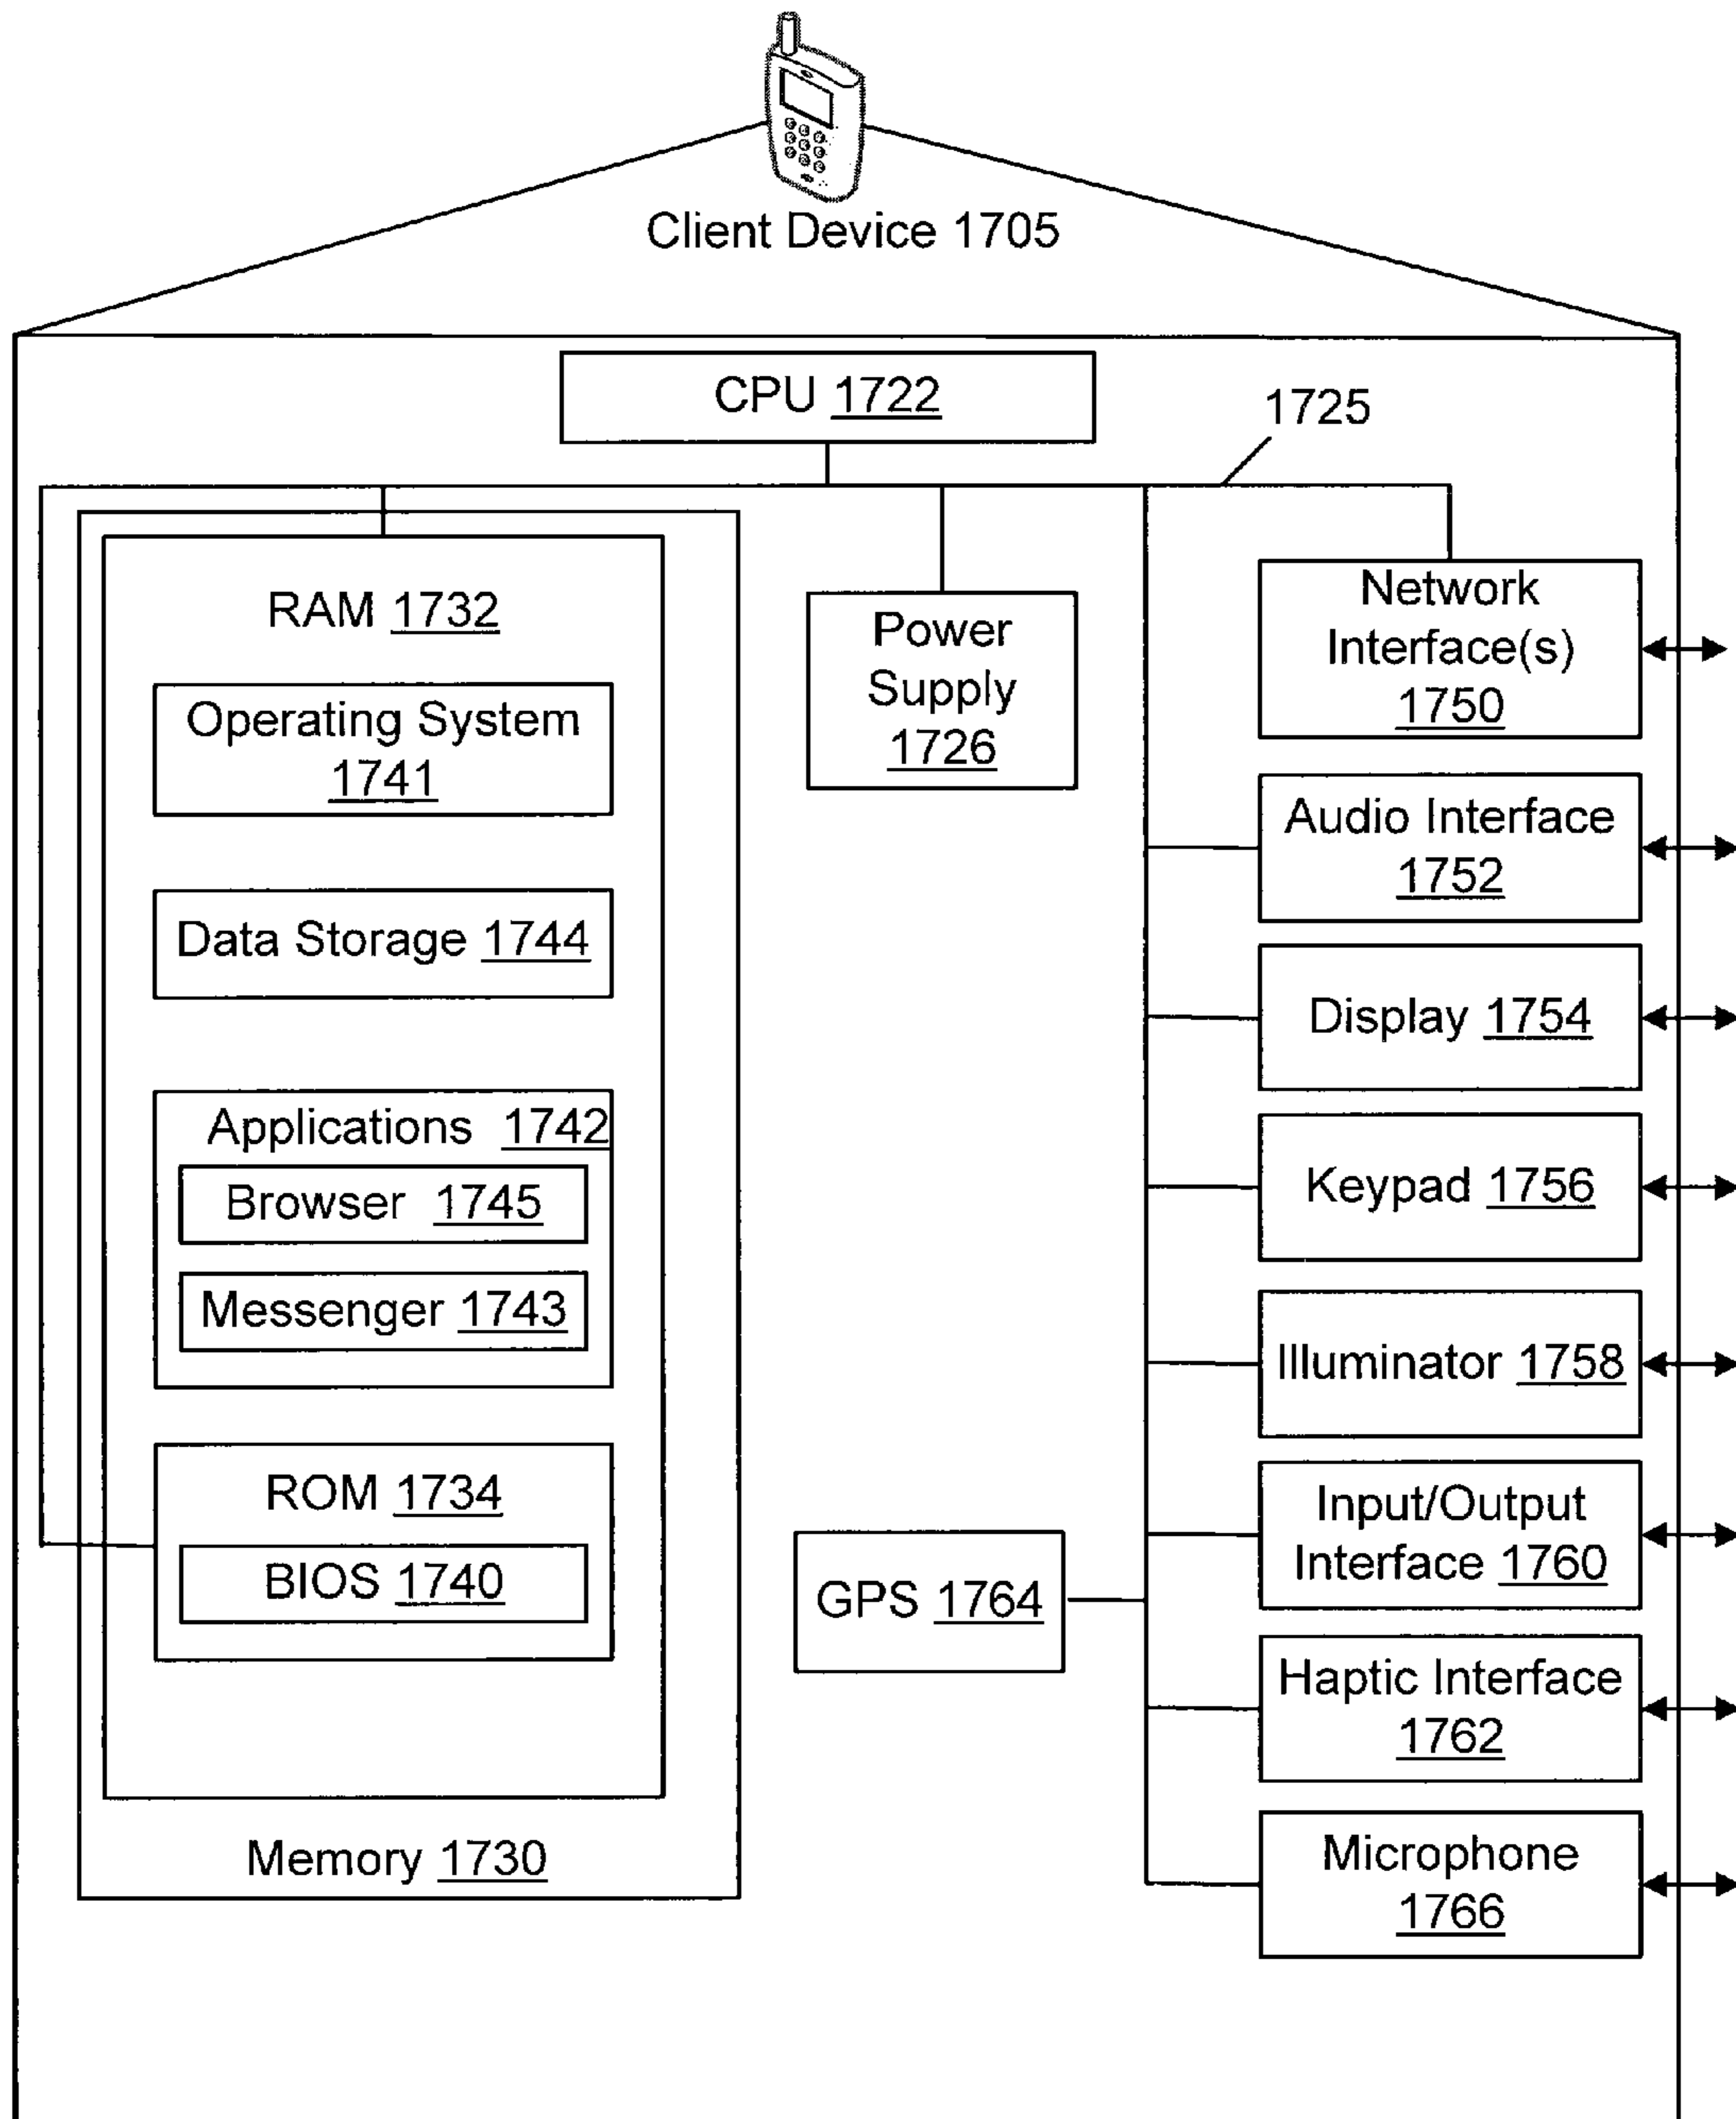 Client Device 1705
CPU 1722
1725
RAM 1732
Operating System
1741
Data Storage 1744
Applications 1742
Browser 1745
Messenger 1743
ROM 1734
BIOS 1740
Memory 1730
Power
Supply
1726
GPS 1764
Network
Interface(s)
1750
Audio Interface
1752
Display 1754
Keypad 1756
Illuminator 1758
Input/Output
Interface 1760
Haptic Interface
1762
Microphone
1766